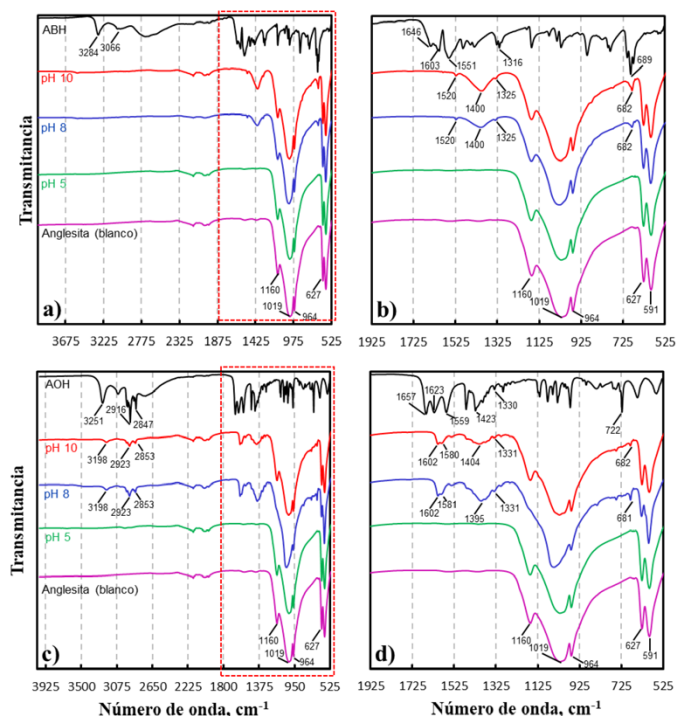 Transmitancia
ABH
3284
3066
pH 10
pH 8
pH 5
Anglesita (blanco)
1160
1019
964
627
a)
3675 3225 2775 2325 1875 1425 975 525
1646
1603
1551
1316
689
1520
1400
1325
682
1520
1400
1325
682
1160
1019
964
627
591
b)
1925 1725 1525 1325 1125 925 725 525
Transmitancia
AOH
3251
2916
2847
pH 10
3198
2923
2853
pH 8
3198
2923
2853
pH 5
Anglesita (blanco)
1160
1019
964
627
c)
3925 3500 3075 2650 2225 1800 1375 950 525
Número de onda, cm-1
1657
1623
1559
1423
1330
722
1602
1580
1404
1331
682
1602
1581
1395
1331
681
1160
1019
964
627
591
d)
1925 1725 1525 1325 1125 925 725 525
Número de onda, cm-1